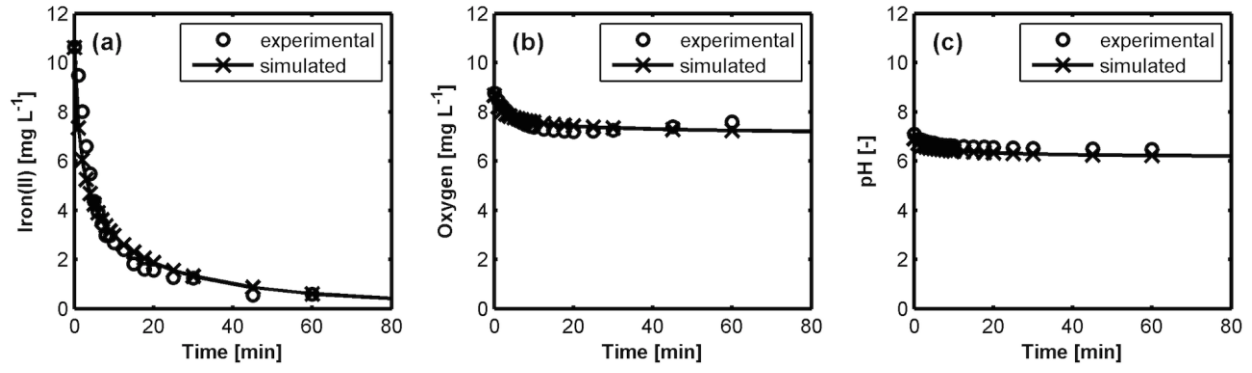 (a)
experimental
simulated
Iron(II) [mg L⁻¹]
12
10
8
6
4
2
0
0 20 40 60 80
Time [min]
(b)
experimental
simulated
Oxygen [mg L⁻¹]
12
10
8
6
4
2
0
0 20 40 60 80
Time [min]
(c)
experimental
simulated
pH [-]
12
10
8
6
4
2
0
0 20 40 60 80
Time [min]